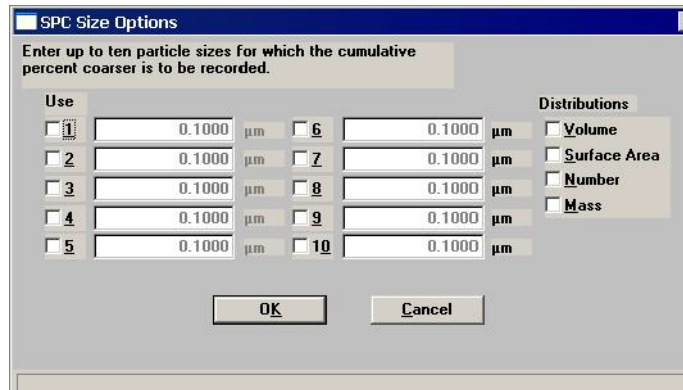 SPC Size Options
Enter up to ten particle sizes for which the cumulative
percent coarser is to be recorded.
Use
Distributions
1 0.1000 µm 6 0.1000 µm Volume
2 0.1000 µm 7 0.1000 µm Surface Area
3 0.1000 µm 8 0.1000 µm Number
4 0.1000 µm 9 0.1000 µm Mass
5 0.1000 µm 10 0.1000 µm
OK Cancel